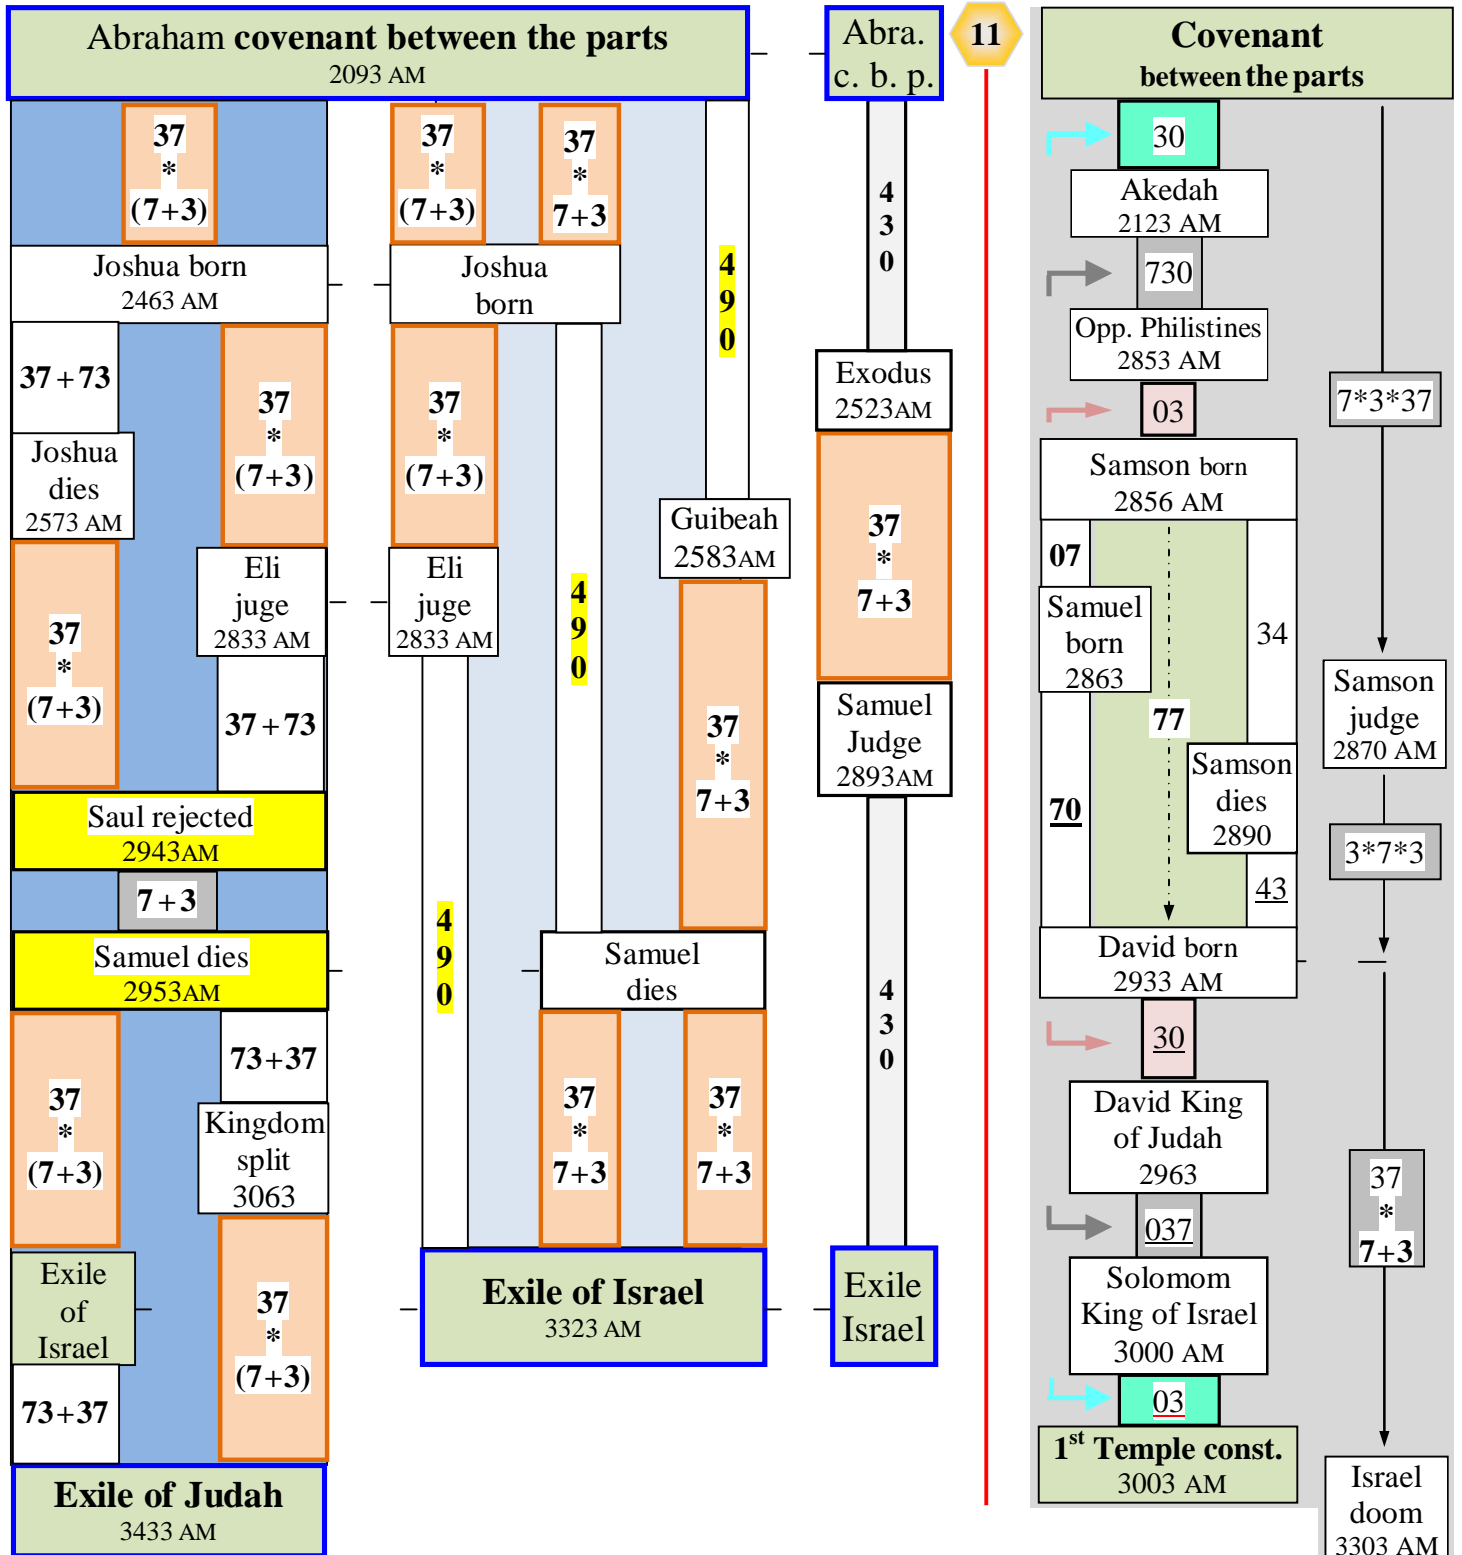 Abraham covenant between the parts
2093 AM
Abra.
c. b. p.
11
Covenant
between the parts
37
*
(7+3)
37
*
(7+3)
37
*
7+3
4
9
0
4
3
0
30
Akedah
2123 AM
730
Opp. Philistines
2853 AM
03
7*3*37
Joshua born
2463 AM
Joshua
born
37+73
37
*
(7+3)
37
*
(7+3)
Exodus
2523AM
Joshua
dies
2573 AM
Guibeah
2583AM
Samson born
2856 AM
37
*
(7+3)
Eli
juge
2833 AM
Eli
juge
2833 AM
4
9
0
37
*
7+3
07
Samuel
born
2863
77
34
Samson
judge
2870 AM
37+73
37
*
7+3
Samuel
Judge
2893AM
70
Samson
dies
2890
43
3*7*3
Saul rejected
2943AM
7+3
Samuel dies
2953AM
4
9
0
Samuel
dies
4
3
0
David born
2933 AM
30
37
*
(7+3)
73+37
Kingdom
split
3063
37
*
7+3
37
*
7+3
David King
of Judah
2963
037
37
*
7+3
Exile
of
Israel
37
*
(7+3)
Exile of Israel
3323 AM
Exile
Israel
Solomom
King of Israel
3000 AM
03
73+37
1st Temple const.
3003 AM
Exile of Judah
3433 AM
Israel
doom
3303 AM